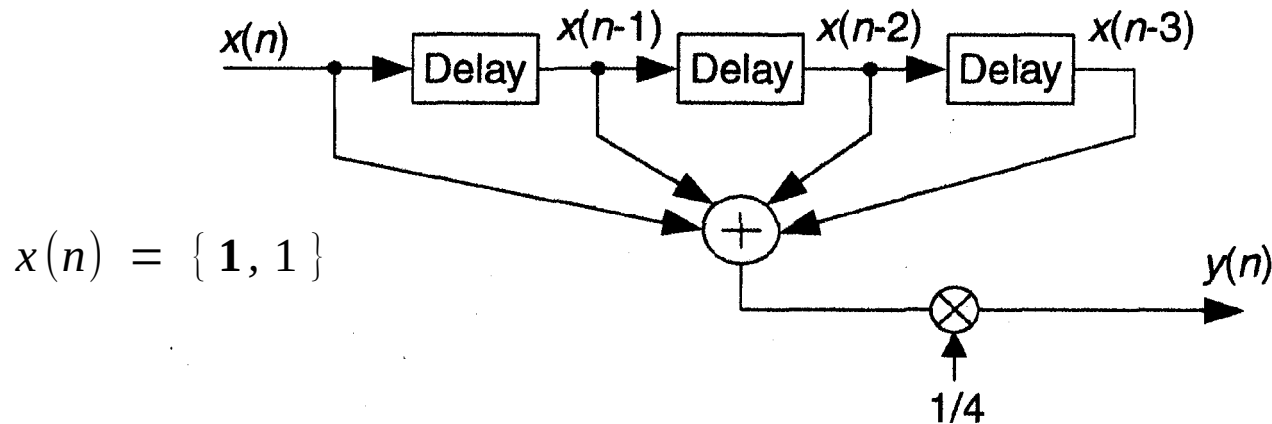 x(n) x(n-1) x(n-2) x(n-3)
Delay Delay Delay
+
x(n) = { 1, 1 }
y(n)
1/4